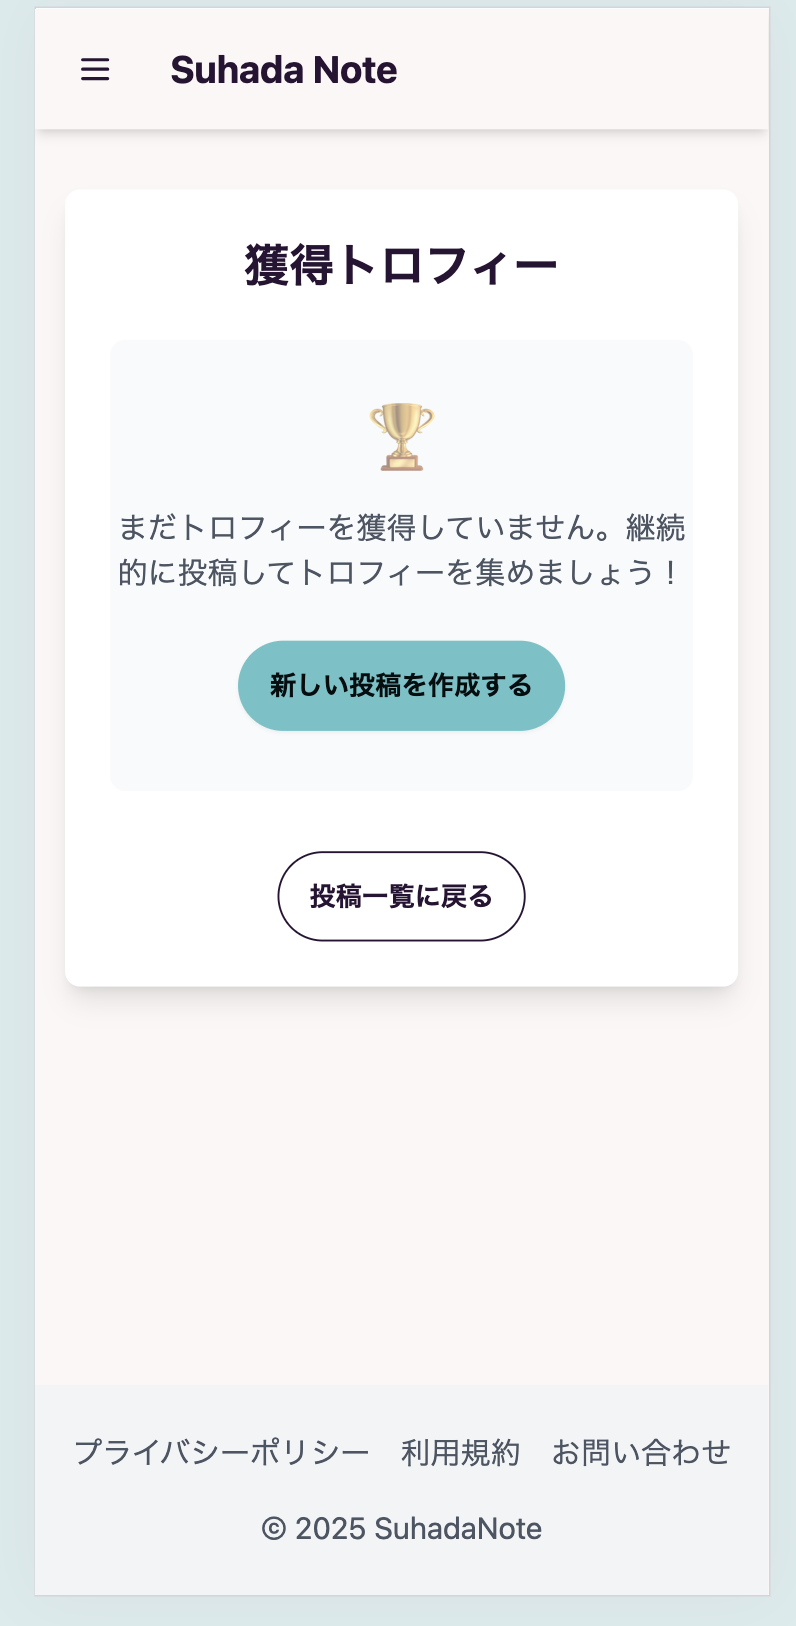 Suhada Note
獲得トロフィー
まだトロフィーを獲得していません。継続
的に投稿してトロフィーを集めましょう！
新しい投稿を作成する
投稿一覧に戻る
プライバシーポリシー 利用規約 お問い合わせ
© 2025 SuhadaNote